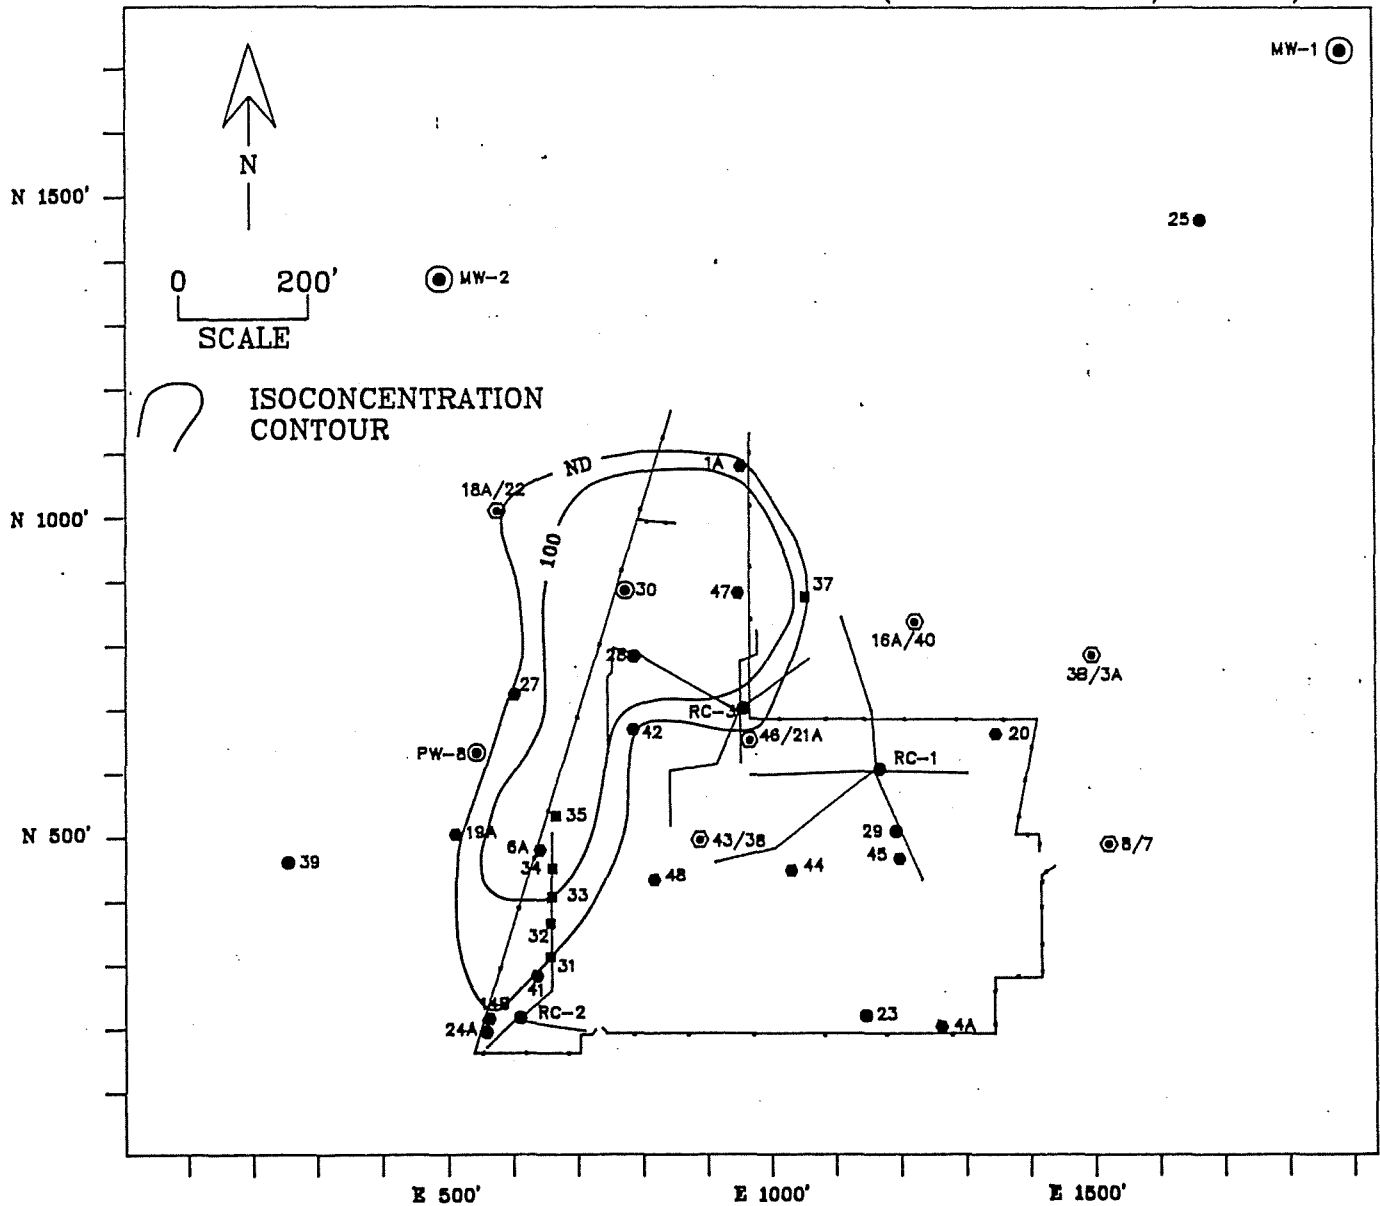 MW-1
N
N 1500'
25
0 200'
MW-2
SCALE
ISOCONCENTRATION
CONTOUR
ND
1A
18A/22
N 1000'
100
30
47
37
16A/40
28
3B/3A
27
RC-3
42
46/21A
20
PW-8
RC-1
35
N 500'
19A
29
6A
43/38
8/7
45
39
34
44
48
33
32
31
41
14B
RC-2
23
24A
4A
E 500'
E 1000'
E 1500'